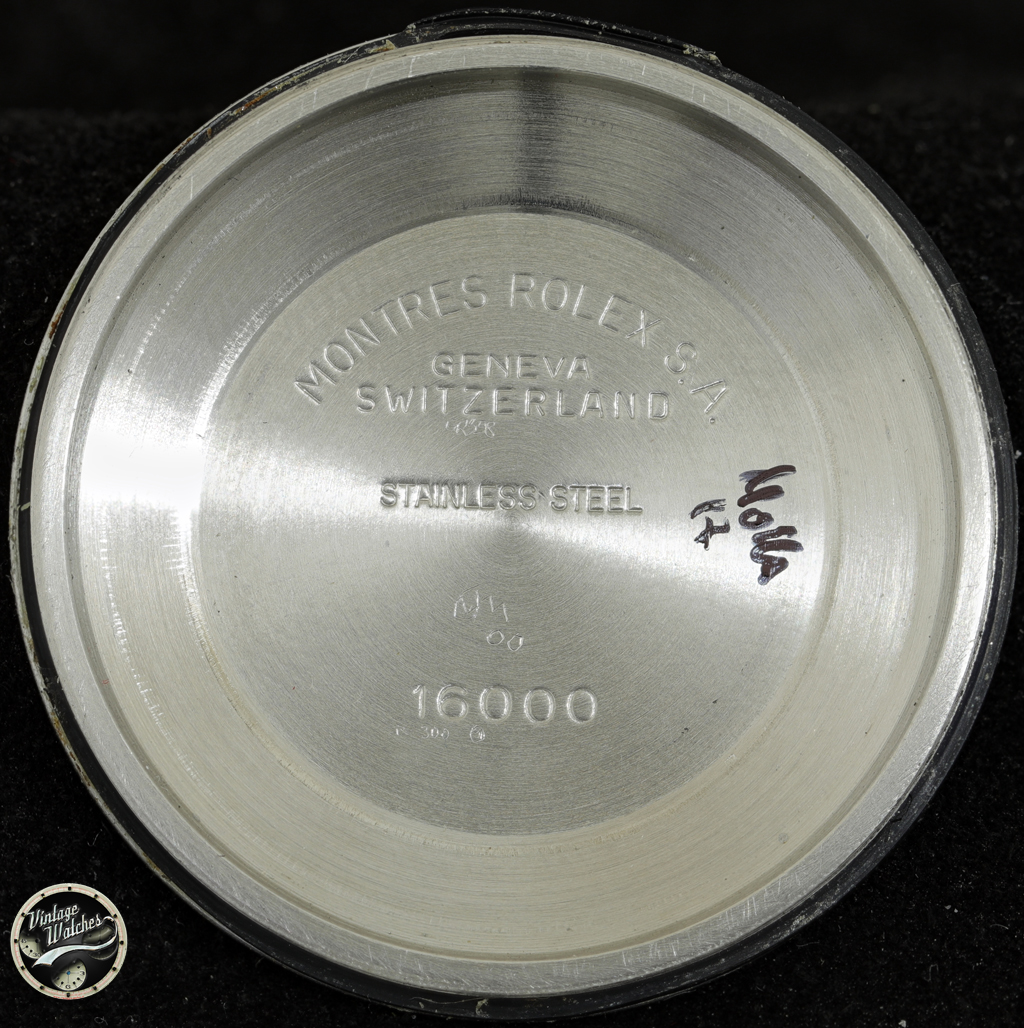 MONTRES ROLEX S.A.
GENEVA
SWITZERLAND
STAINLESS STEEL
16000
Vintage
Watches